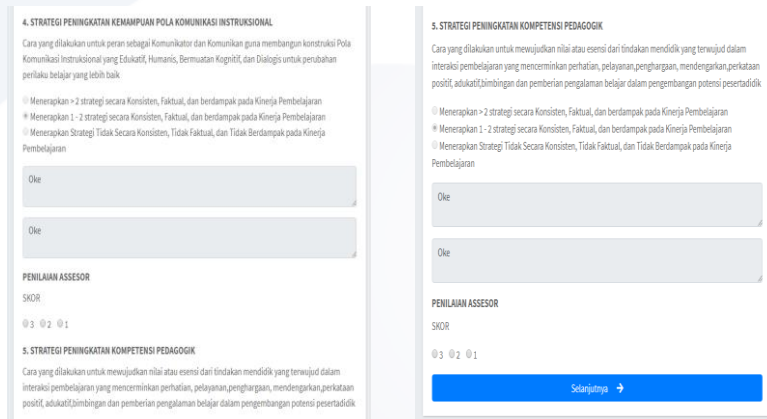 4. STRATEGI PENINGKATAN KEMAMPUAN POLA KOMUNIKASI INSTRUKSIONAL
Cara yang dilakukan untuk peran sebagai Komunikator dan Komunikan guna membangun konstruksi Pola
Komunikasi Instruksional yang Edukatif, Humanis, Bermuatan Kognitif, dan Dialogis untuk perubahan
perilaku belajar yang lebih baik
Menerapkan > 2 strategi secara Konsisten, Faktual, dan berdampak pada Kinerja Pembelajaran
Menerapkan 1 - 2 strategi secara Konsisten, Faktual, dan berdampak pada Kinerja Pembelajaran
Menerapkan Strategi Tidak Secara Konsisten, Tidak Faktual, dan Tidak Berdampak pada Kinerja
Pembelajaran
Oke
Oke
PENILAIAN ASSESOR
SKOR
3 2 1
5. STRATEGI PENINGKATAN KOMPETENSI PEDAGOGIK
Cara yang dilakukan untuk mewujudkan nilai atau esensi dari tindakan mendidik yang terwujud dalam
interaksi pembelajaran yang mencerminkan perhatian, pelayanan,penghargaan, mendengarkan,perkataan
positif, adukatif,bimbingan dan pemberian pengalaman belajar dalam pengembangan potensi pesertadidik
5. STRATEGI PENINGKATAN KOMPETENSI PEDAGOGIK
Cara yang dilakukan untuk mewujudkan nilai atau esensi dari tindakan mendidik yang terwujud dalam
interaksi pembelajaran yang mencerminkan perhatian, pelayanan,penghargaan, mendengarkan,perkataan
positif, adukatif,bimbingan dan pemberian pengalaman belajar dalam pengembangan potensi pesertadidik
Menerapkan > 2 strategi secara Konsisten, Faktual, dan berdampak pada Kinerja Pembelajaran
Menerapkan 1 - 2 strategi secara Konsisten, Faktual, dan berdampak pada Kinerja Pembelajaran
Menerapkan Strategi Tidak Secara Konsisten, Tidak Faktual, dan Tidak Berdampak pada Kinerja
Pembelajaran
Oke
Oke
PENILAIAN ASSESOR
SKOR
3 2 1
Selanjutnya →